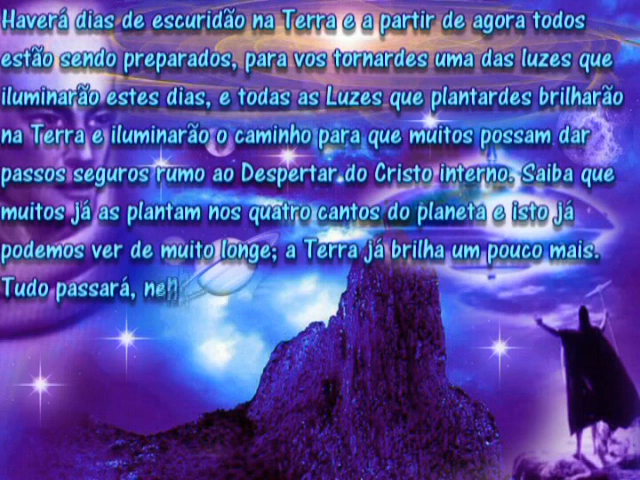 Haverá dias de escuridão na Terra e a partir de agora todos
estão sendo preparados, para vos tornardes uma das luzes que
iluminarão estes dias, e todas as Luzes que plantardes brilharão
na Terra e iluminarão o caminho para que muitos possam dar
passos seguros rumo ao Despertar do Cristo interno. Saiba que
muitos já as plantam nos quatro cantos do planeta e isto já
podemos ver de muito longe; a Terra já brilha um pouco mais.
Tudo passará,